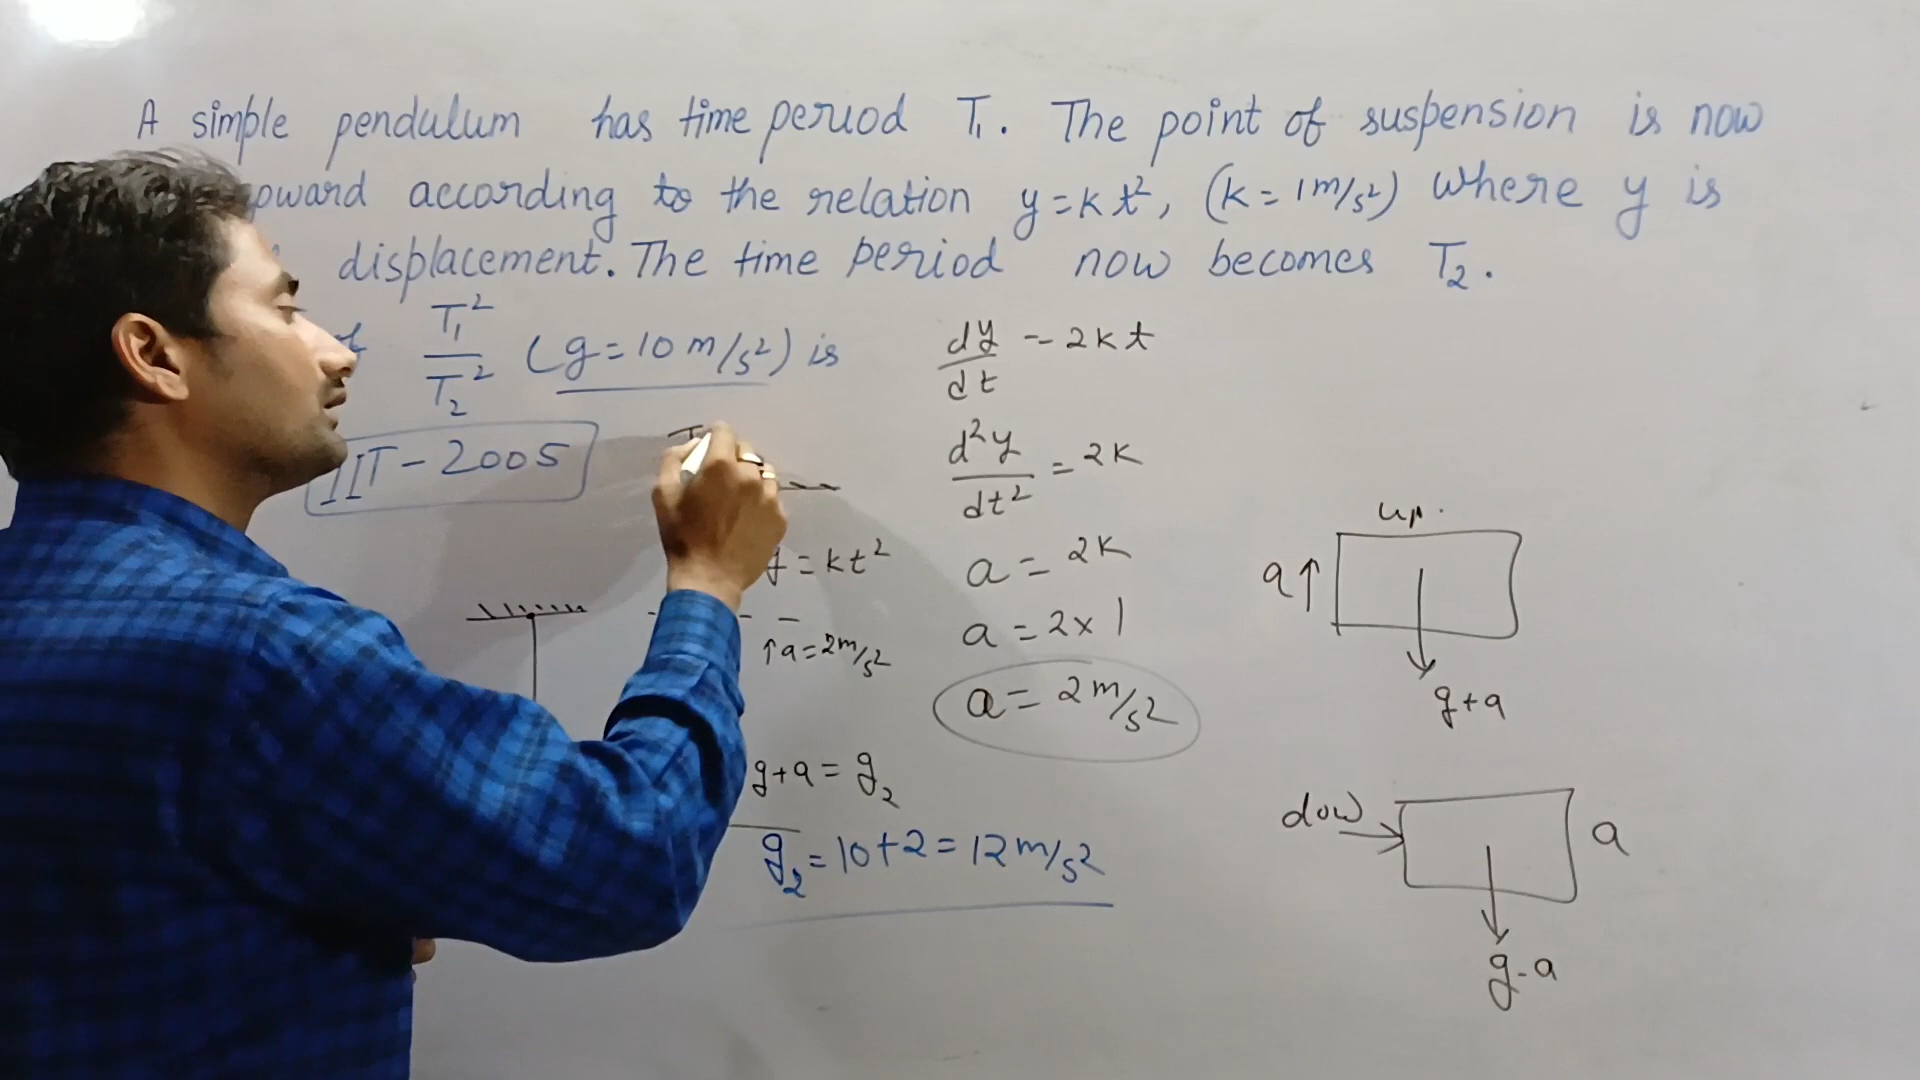 A simple pendulum has time period T₁. The point of suspension is now
upward according to the relation y = kt², (k = 1m/s²) where y is
displacement. The time period now becomes T₂.
T₁²/T₂² (g = 10 m/s²) is
IIT - 2005
= kt²
↑a = 2m/s²
g + a = g₂
g₂ = 10 + 2 = 12 m/s²
dy/dt = 2kt
d²y/dt² = 2k
a = 2k
a = 2 x 1
a = 2 m/s²
up.
a↑
g + a
dow
a
g - a